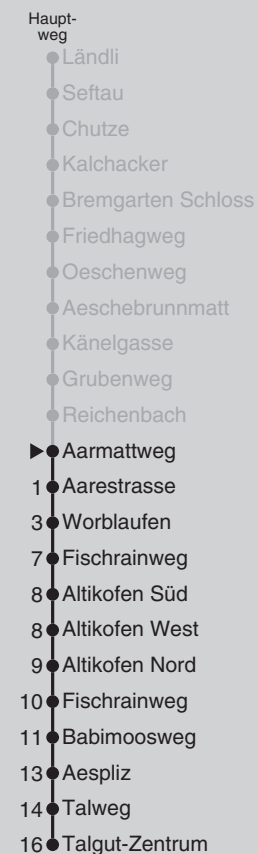 Haupt-
weg
Ländli
Seftau
Chutze
Kalchacker
Bremgarten Schloss
Friedhagweg
Oeschenweg
Aeschebrunnmatt
Känelgasse
Grubenweg
Reichenbach
Aarmattweg
1 Aarestrasse
3 Worblaufen
7 Fischrainweg
8 Altikofen Süd
8 Altikofen West
9 Altikofen Nord
10 Fischrainweg
11 Babimoosweg
13 Aespliz
14 Talweg
16 Talgut-Zentrum